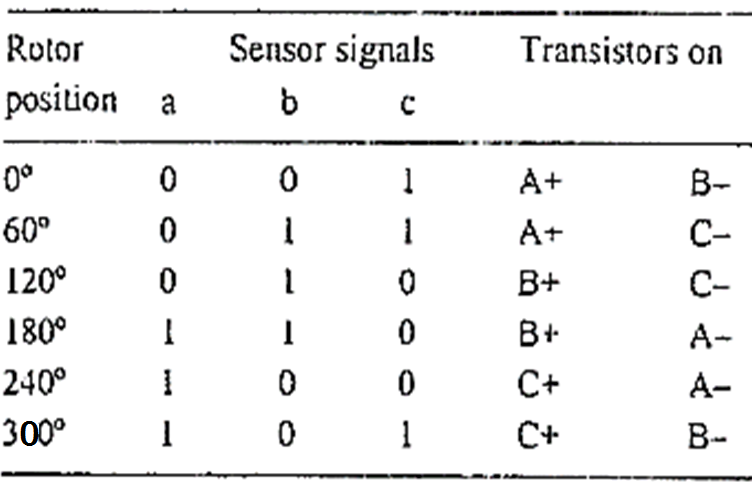 Rotor Sensor signals Transistors on
position a b c
0° 0 0 1 A+ B–
60° 0 1 1 A+ C–
120° 0 1 0 B+ C–
180° 1 1 0 B+ A–
240° 1 0 0 C+ A–
300° 1 0 1 C+ B–